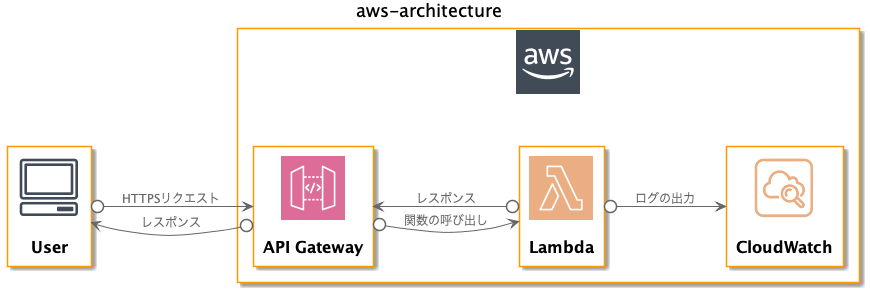 aws-architecture
aws
HTTPSリクエスト
レスポンス
レスポンス
関数の呼び出し
ログの出力
User
API Gateway
Lambda
CloudWatch